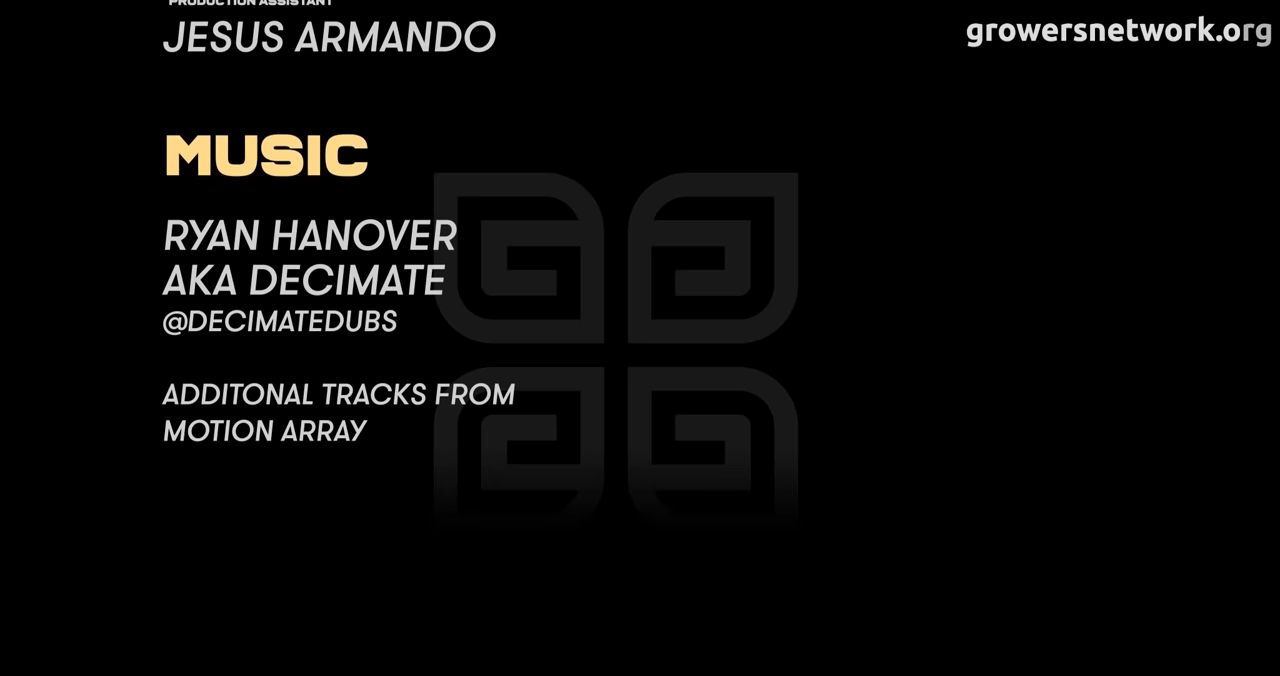 PRODUCTION ASSISTANT
JESUS ARMANDO
growersnetwork.org
MUSIC
RYAN HANOVER
AKA DECIMATE
@DECIMATEDUBS
ADDITONAL TRACKS FROM
MOTION ARRAY